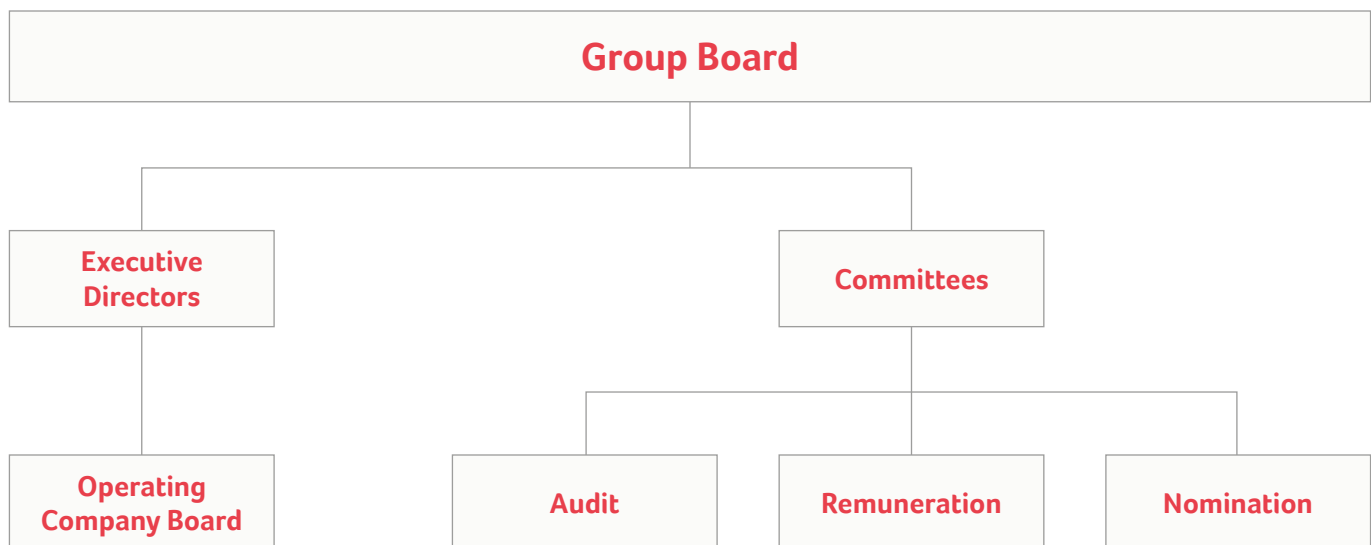 Group Board
Executive
Directors
Committees
Operating
Company Board
Audit
Remuneration
Nomination